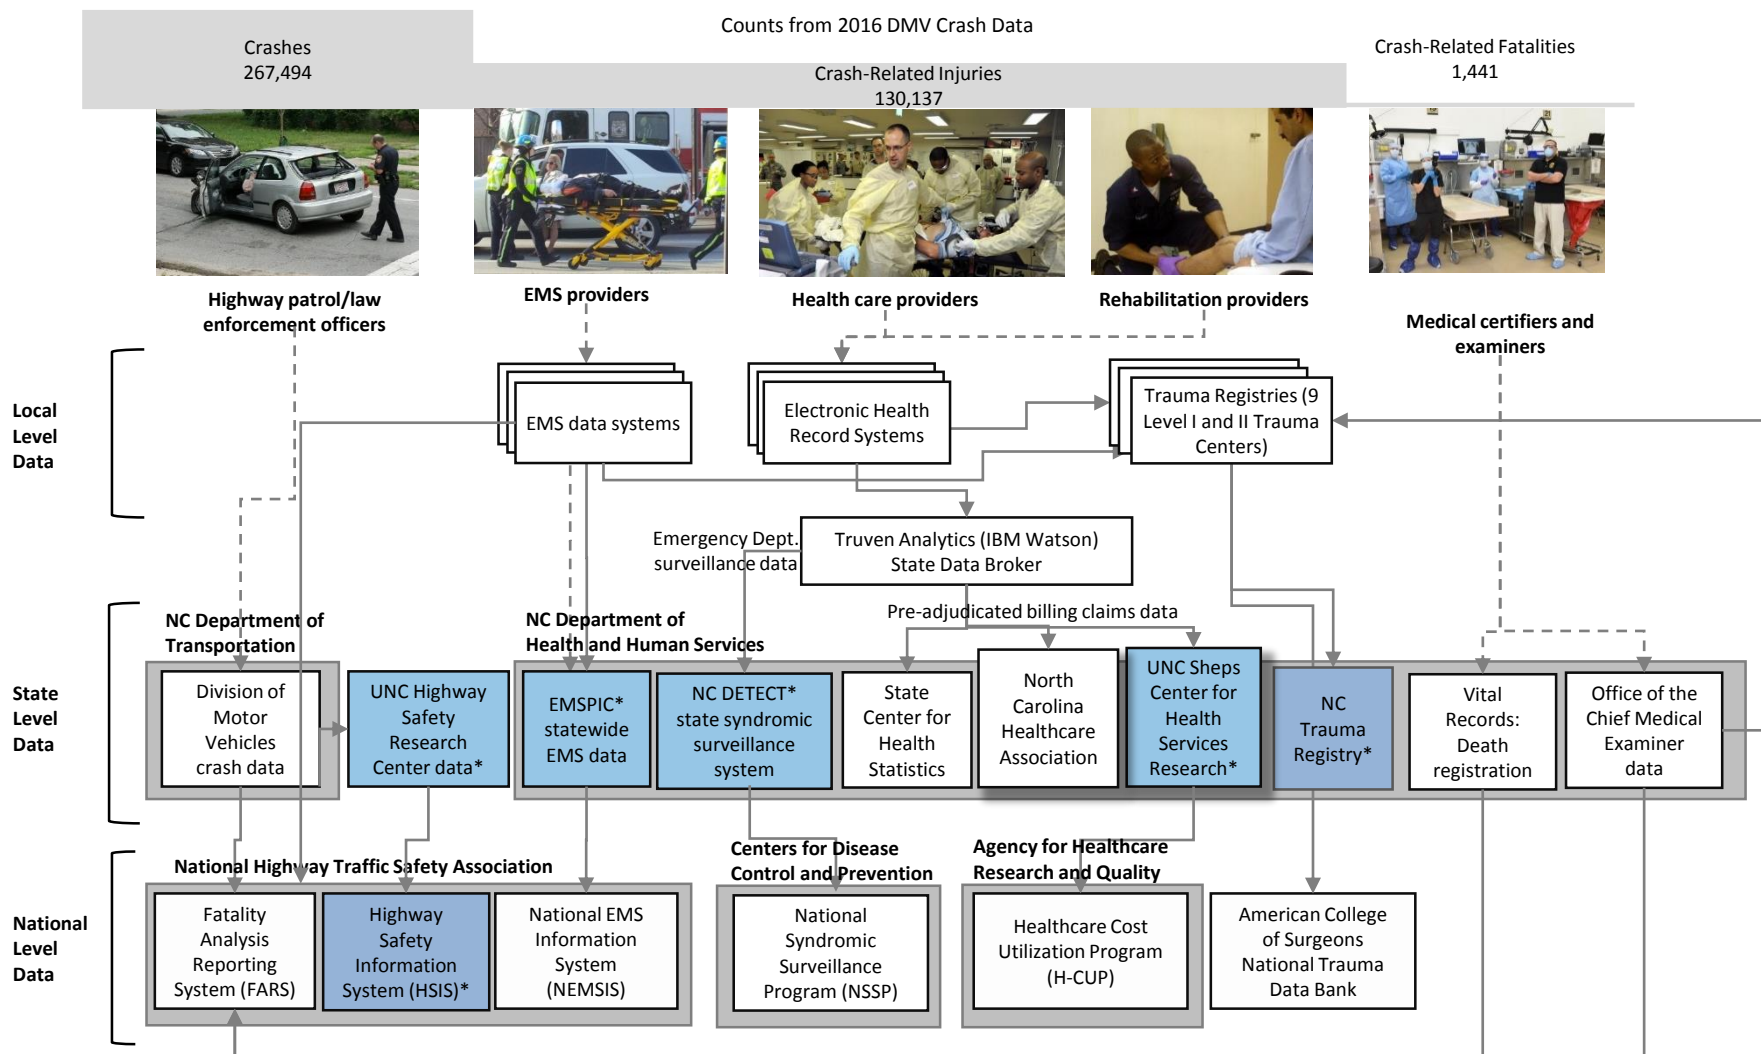 Counts from 2016 DMV Crash Data
Crashes
267,494
Crash-Related Injuries
130,137
Crash-Related Fatalities
1,441
Highway patrol/law
enforcement officers
EMS providers
Health care providers
Rehabilitation providers
Medical certifiers and
examiners
Local
Level
Data
EMS data systems
Electronic Health
Record Systems
Trauma Registries (9
Level I and II Trauma
Centers)
Emergency Dept.
surveillance data
Truven Analytics (IBM Watson)
State Data Broker
Pre-adjudicated billing claims data
NC Department of
Transportation
NC Department of
Health and Human Services
State
Level
Data
Division of
Motor
Vehicles
crash data
UNC Highway
Safety
Research
Center data*
EMSPIC*
statewide
EMS data
NC DETECT*
state syndromic
surveillance
system
State
Center for
Health
Statistics
North
Carolina
Healthcare
Association
UNC Sheps
Center for
Health
Services
Research*
NC
Trauma
Registry*
Vital
Records:
Death
registration
Office of the
Chief Medical
Examiner
data
National Highway Traffic Safety Association
Centers for Disease
Control and Prevention
Agency for Healthcare
Research and Quality
National
Level
Data
Fatality
Analysis
Reporting
System (FARS)
Highway
Safety
Information
System (HSIS)*
National EMS
Information
System
(NEMSIS)
National
Syndromic
Surveillance
Program (NSSP)
Healthcare Cost
Utilization Program
(H-CUP)
American College
of Surgeons
National Trauma
Data Bank